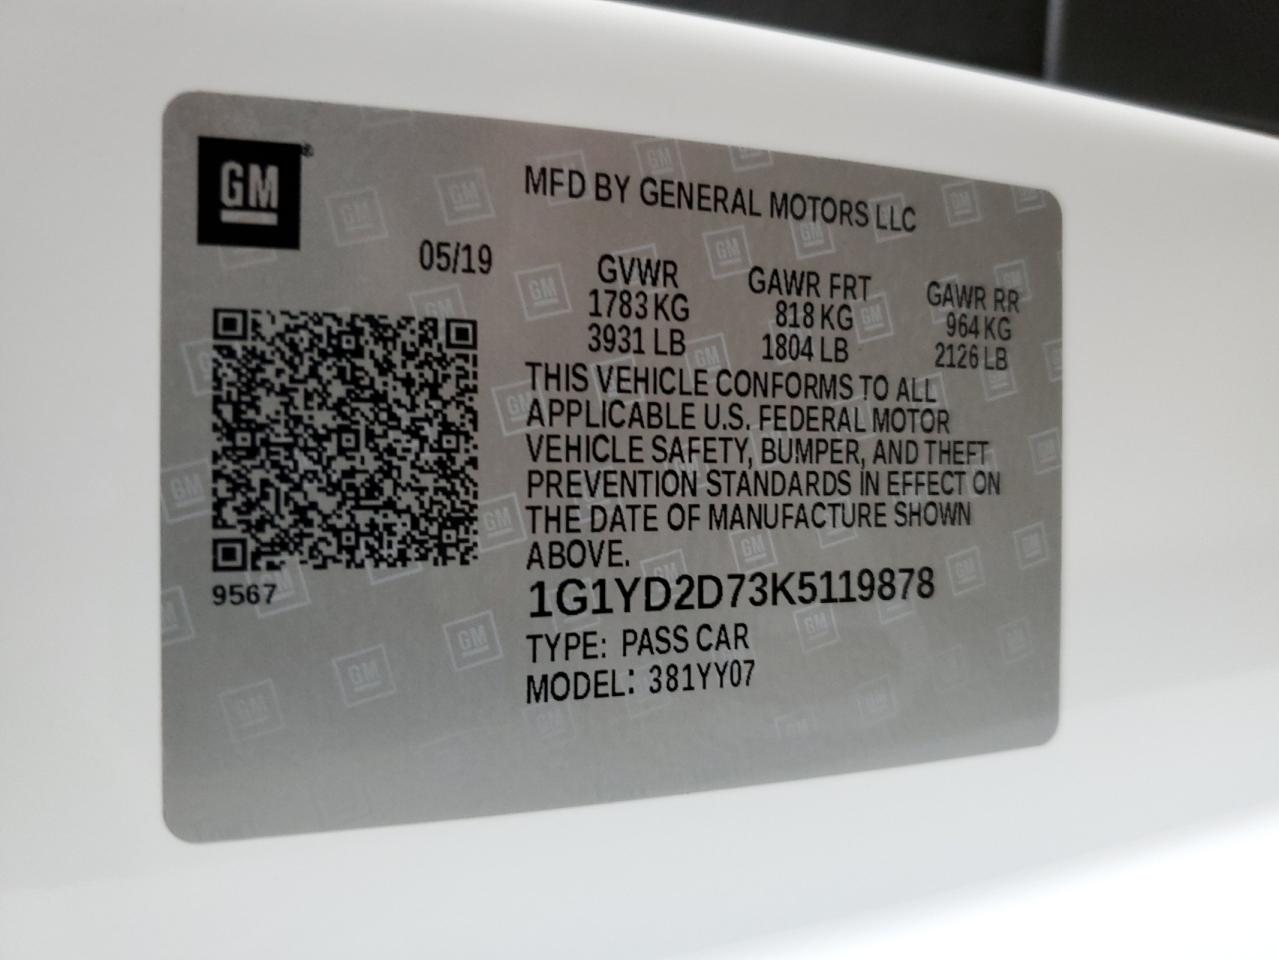 GM
MFD BY GENERAL MOTORS LLC
05/19
GVWR GAWR FRT GAWR RR
1783 KG 818 KG 964 KG
3931 LB 1804 LB 2126 LB
THIS VEHICLE CONFORMS TO ALL
APPLICABLE U.S. FEDERAL MOTOR
VEHICLE SAFETY, BUMPER, AND THEFT
PREVENTION STANDARDS IN EFFECT ON
THE DATE OF MANUFACTURE SHOWN
ABOVE.
9567
1G1YD2D73K5119878
TYPE: PASS CAR
MODEL: 381YY07